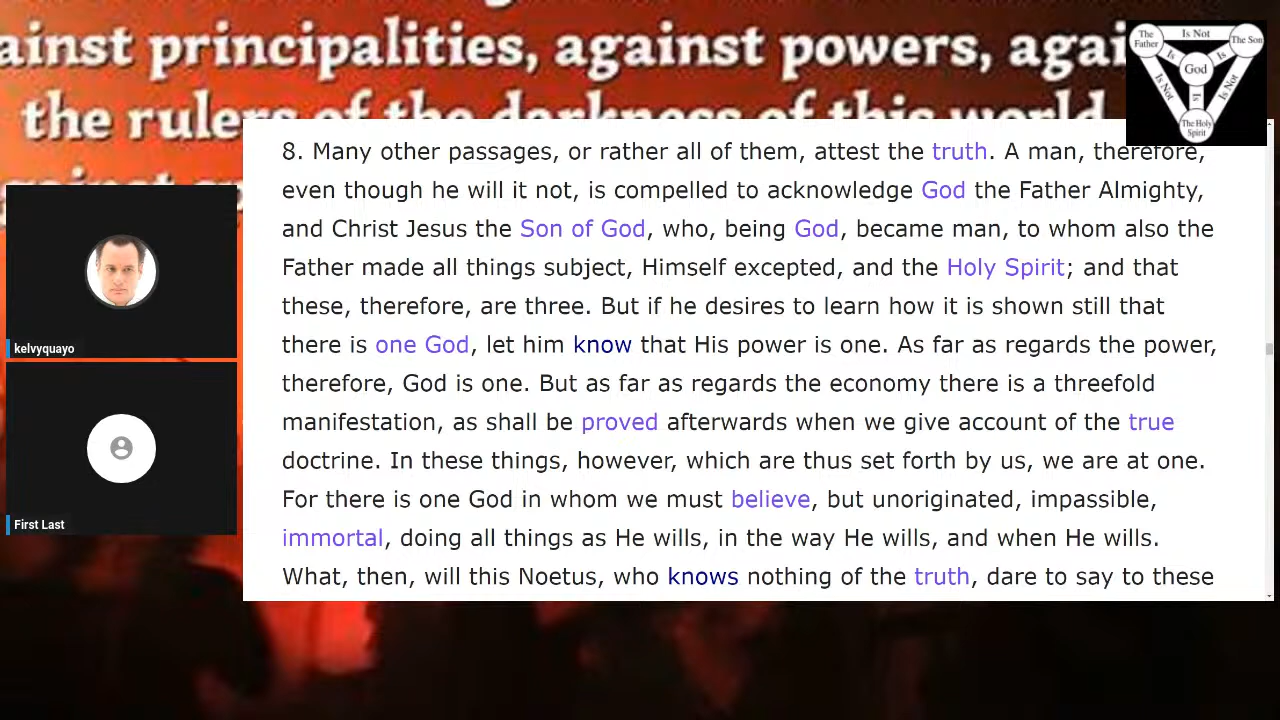 ainst principalities, against powers, agai
the rulers of the darkness of this world
The Father
Is Not
The Son
Is
Is
God
Is Not
Is
Is Not
The Holy Spirit
8. Many other passages, or rather all of them, attest the truth. A man, therefore,
even though he will it not, is compelled to acknowledge God the Father Almighty,
and Christ Jesus the Son of God, who, being God, became man, to whom also the
Father made all things subject, Himself excepted, and the Holy Spirit; and that
these, therefore, are three. But if he desires to learn how it is shown still that
there is one God, let him know that His power is one. As far as regards the power,
therefore, God is one. But as far as regards the economy there is a threefold
manifestation, as shall be proved afterwards when we give account of the true
doctrine. In these things, however, which are thus set forth by us, we are at one.
For there is one God in whom we must believe, but unoriginated, impassible,
immortal, doing all things as He wills, in the way He wills, and when He wills.
What, then, will this Noetus, who knows nothing of the truth, dare to say to these
kelvyquayo
First Last